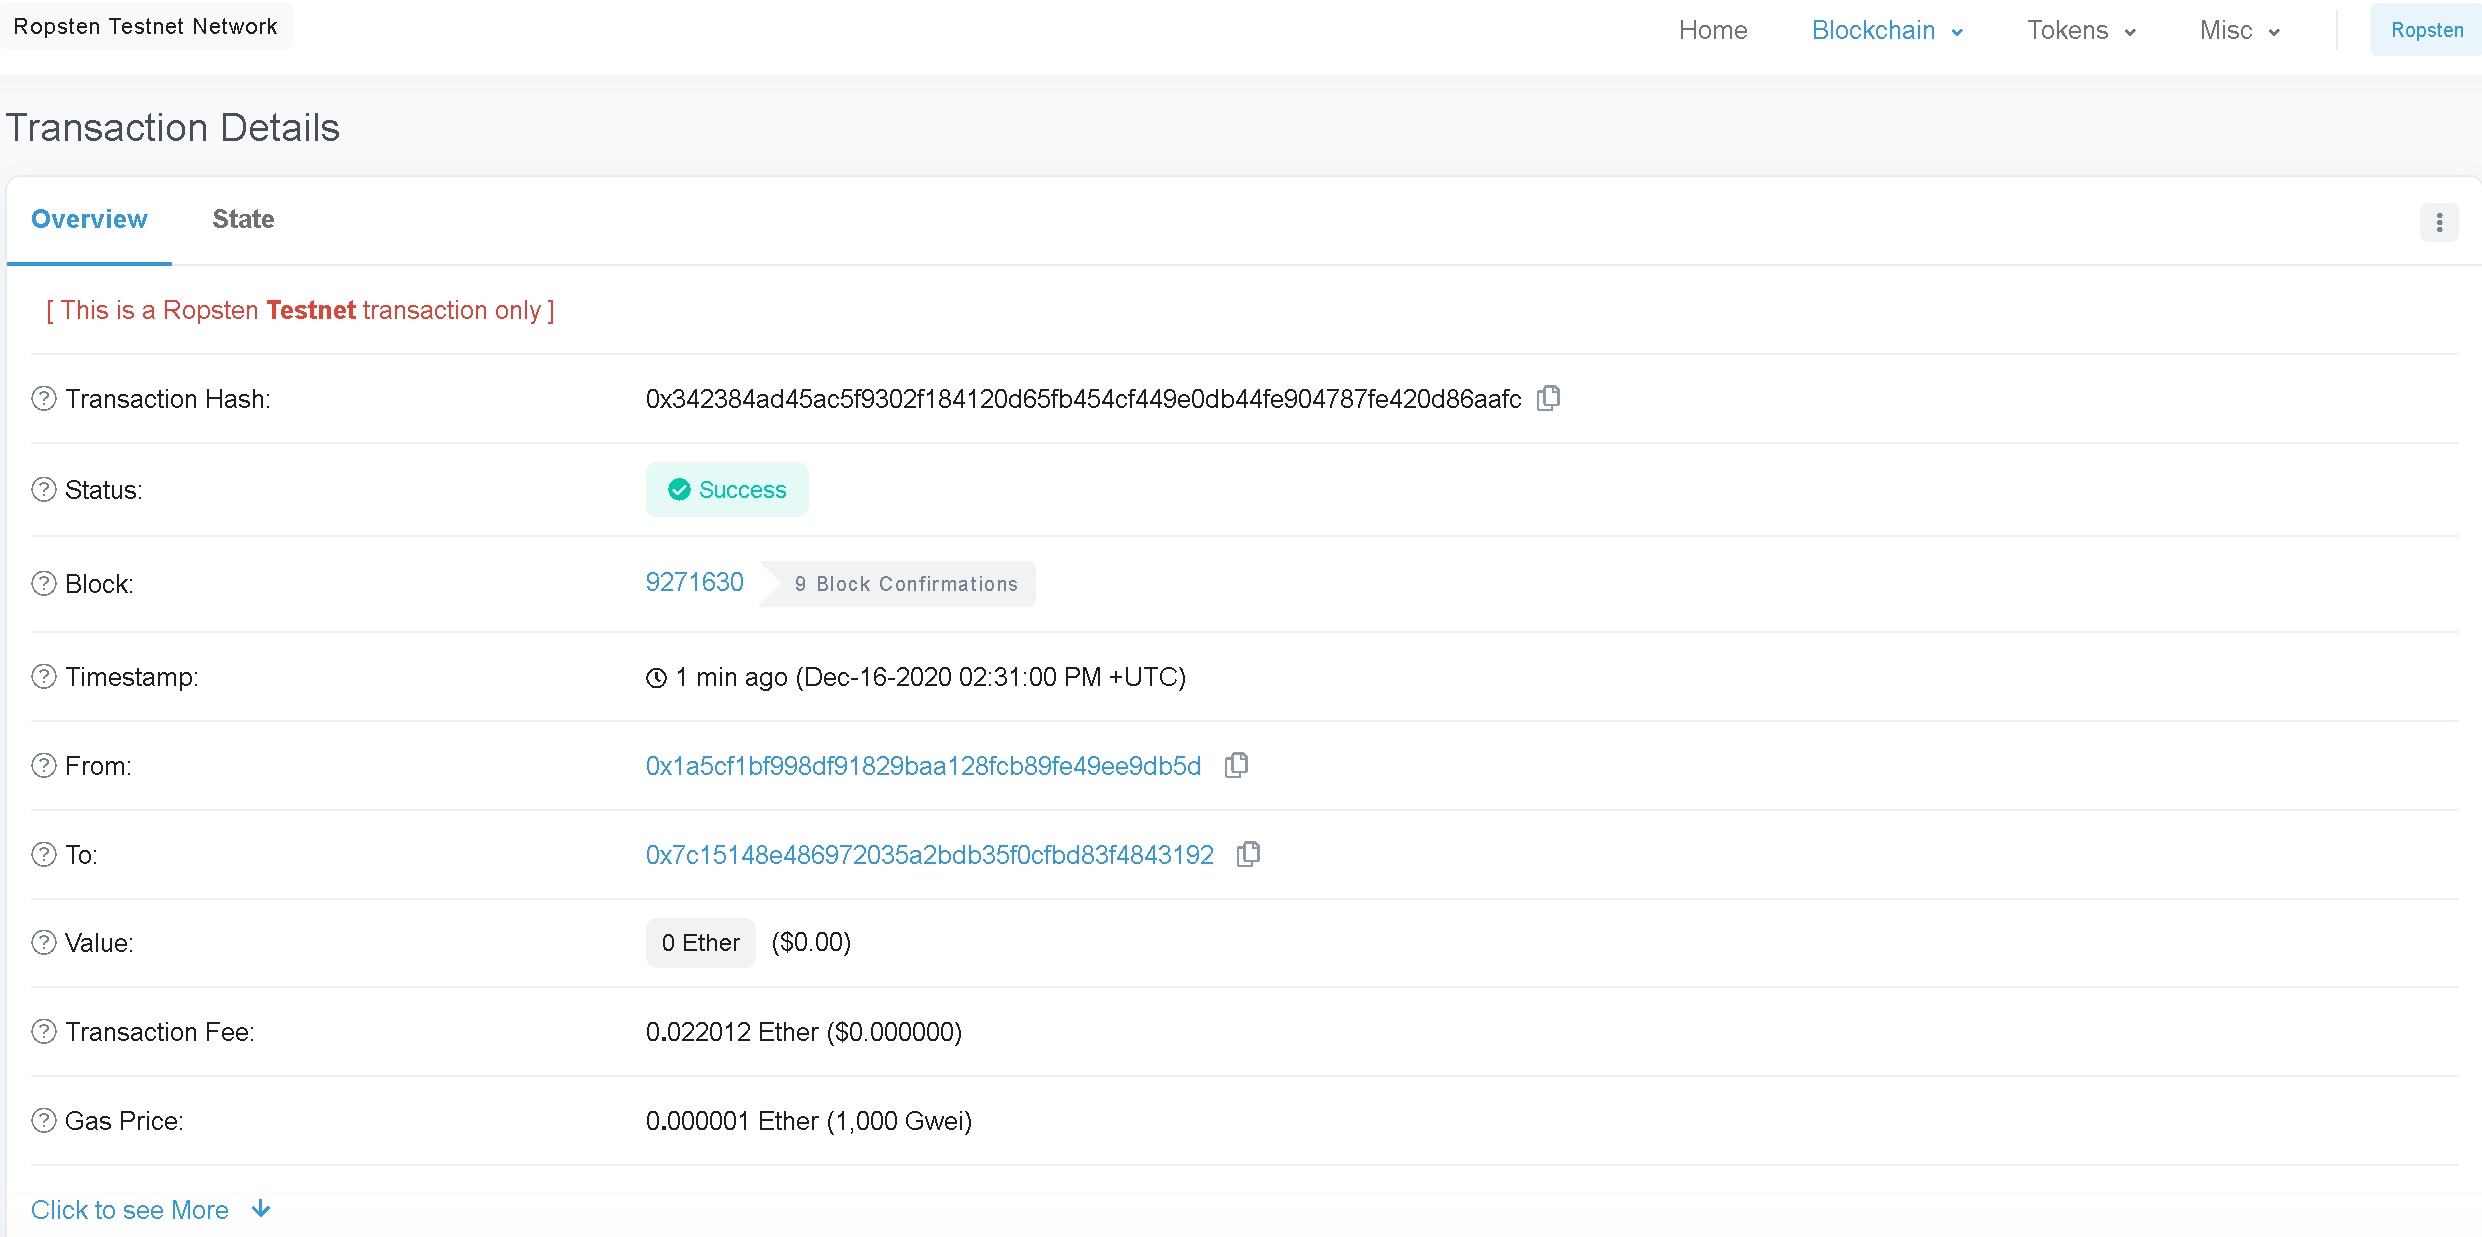 Ropsten Testnet Network
Home Blockchain Tokens Misc Ropsten
Transaction Details
Overview State
[ This is a Ropsten Testnet transaction only ]
Transaction Hash: 0x342384ad45ac5f9302f184120d65fb454cf449e0db44fe904787fe420d86aafc
Status: Success
Block: 9271630 9 Block Confirmations
Timestamp: 1 min ago (Dec-16-2020 02:31:00 PM +UTC)
From: 0x1a5cf1bf998df91829baa128fcb89fe49ee9db5d
To: 0x7c15148e486972035a2bdb35f0cfbd83f4843192
Value: 0 Ether ($0.00)
Transaction Fee: 0.022012 Ether ($0.000000)
Gas Price: 0.000001 Ether (1,000 Gwei)
Click to see More